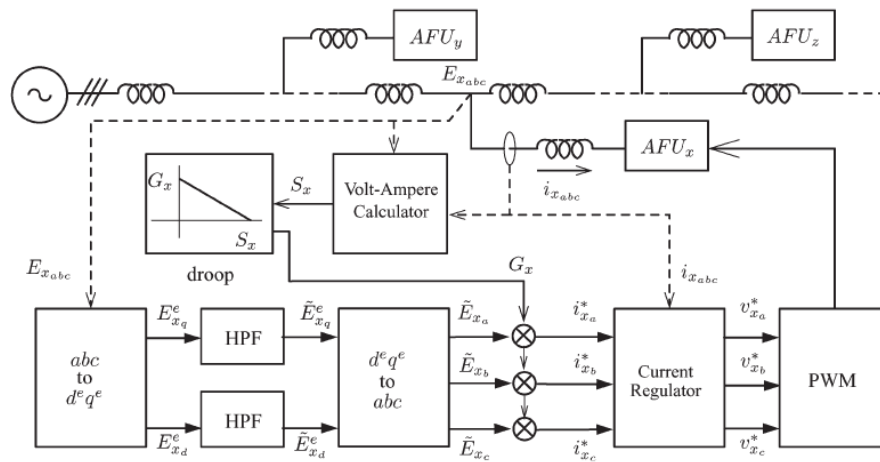 AFU_y
AFU_z
E_{x_{abc}}
AFU_x
i_{x_{abc}}
G_x
S_x
S_x
Volt-Ampere
Calculator
droop
E_{x_{abc}}
G_x
i_{x_{abc}}
abc
to
d^e q^e
E^e_{x_q}
HPF
Ẽ^e_{x_q}
E^e_{x_d}
HPF
Ẽ^e_{x_d}
d^e q^e
to
abc
Ẽ_{x_a}
Ẽ_{x_b}
Ẽ_{x_c}
i^*_{x_a}
i^*_{x_b}
i^*_{x_c}
Current
Regulator
v^*_{x_a}
v^*_{x_b}
v^*_{x_c}
PWM